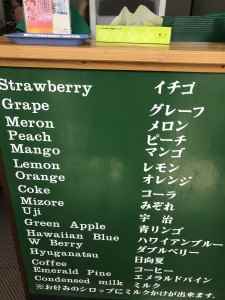 Strawberry イチゴ
Grape グレープ
Meron メロン
Peach ピーチ
Mango マンゴ
Lemon レモン
Orange オレンジ
Coke コーラ
Mizore みぞれ
Uji 宇治
Green Apple 青リンゴ
Hawaiian Blue ハワイアンブルー
W Berry ダブルベリー
Hyuganatsu 日向夏
Coffee コーヒー
Emerald Pine エメラルドパイン
Condensed milk ミルク
※お好みのシロップにミルクかけが出来ます。